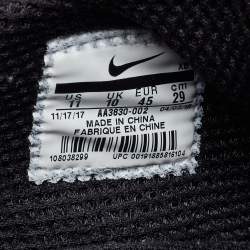 US UK EUR cm
11 10 45 29
11/17/17 AA3830-002
MADE IN CHINA
FABRIQUE EN CHINE
108038299
UPC 00191885816104